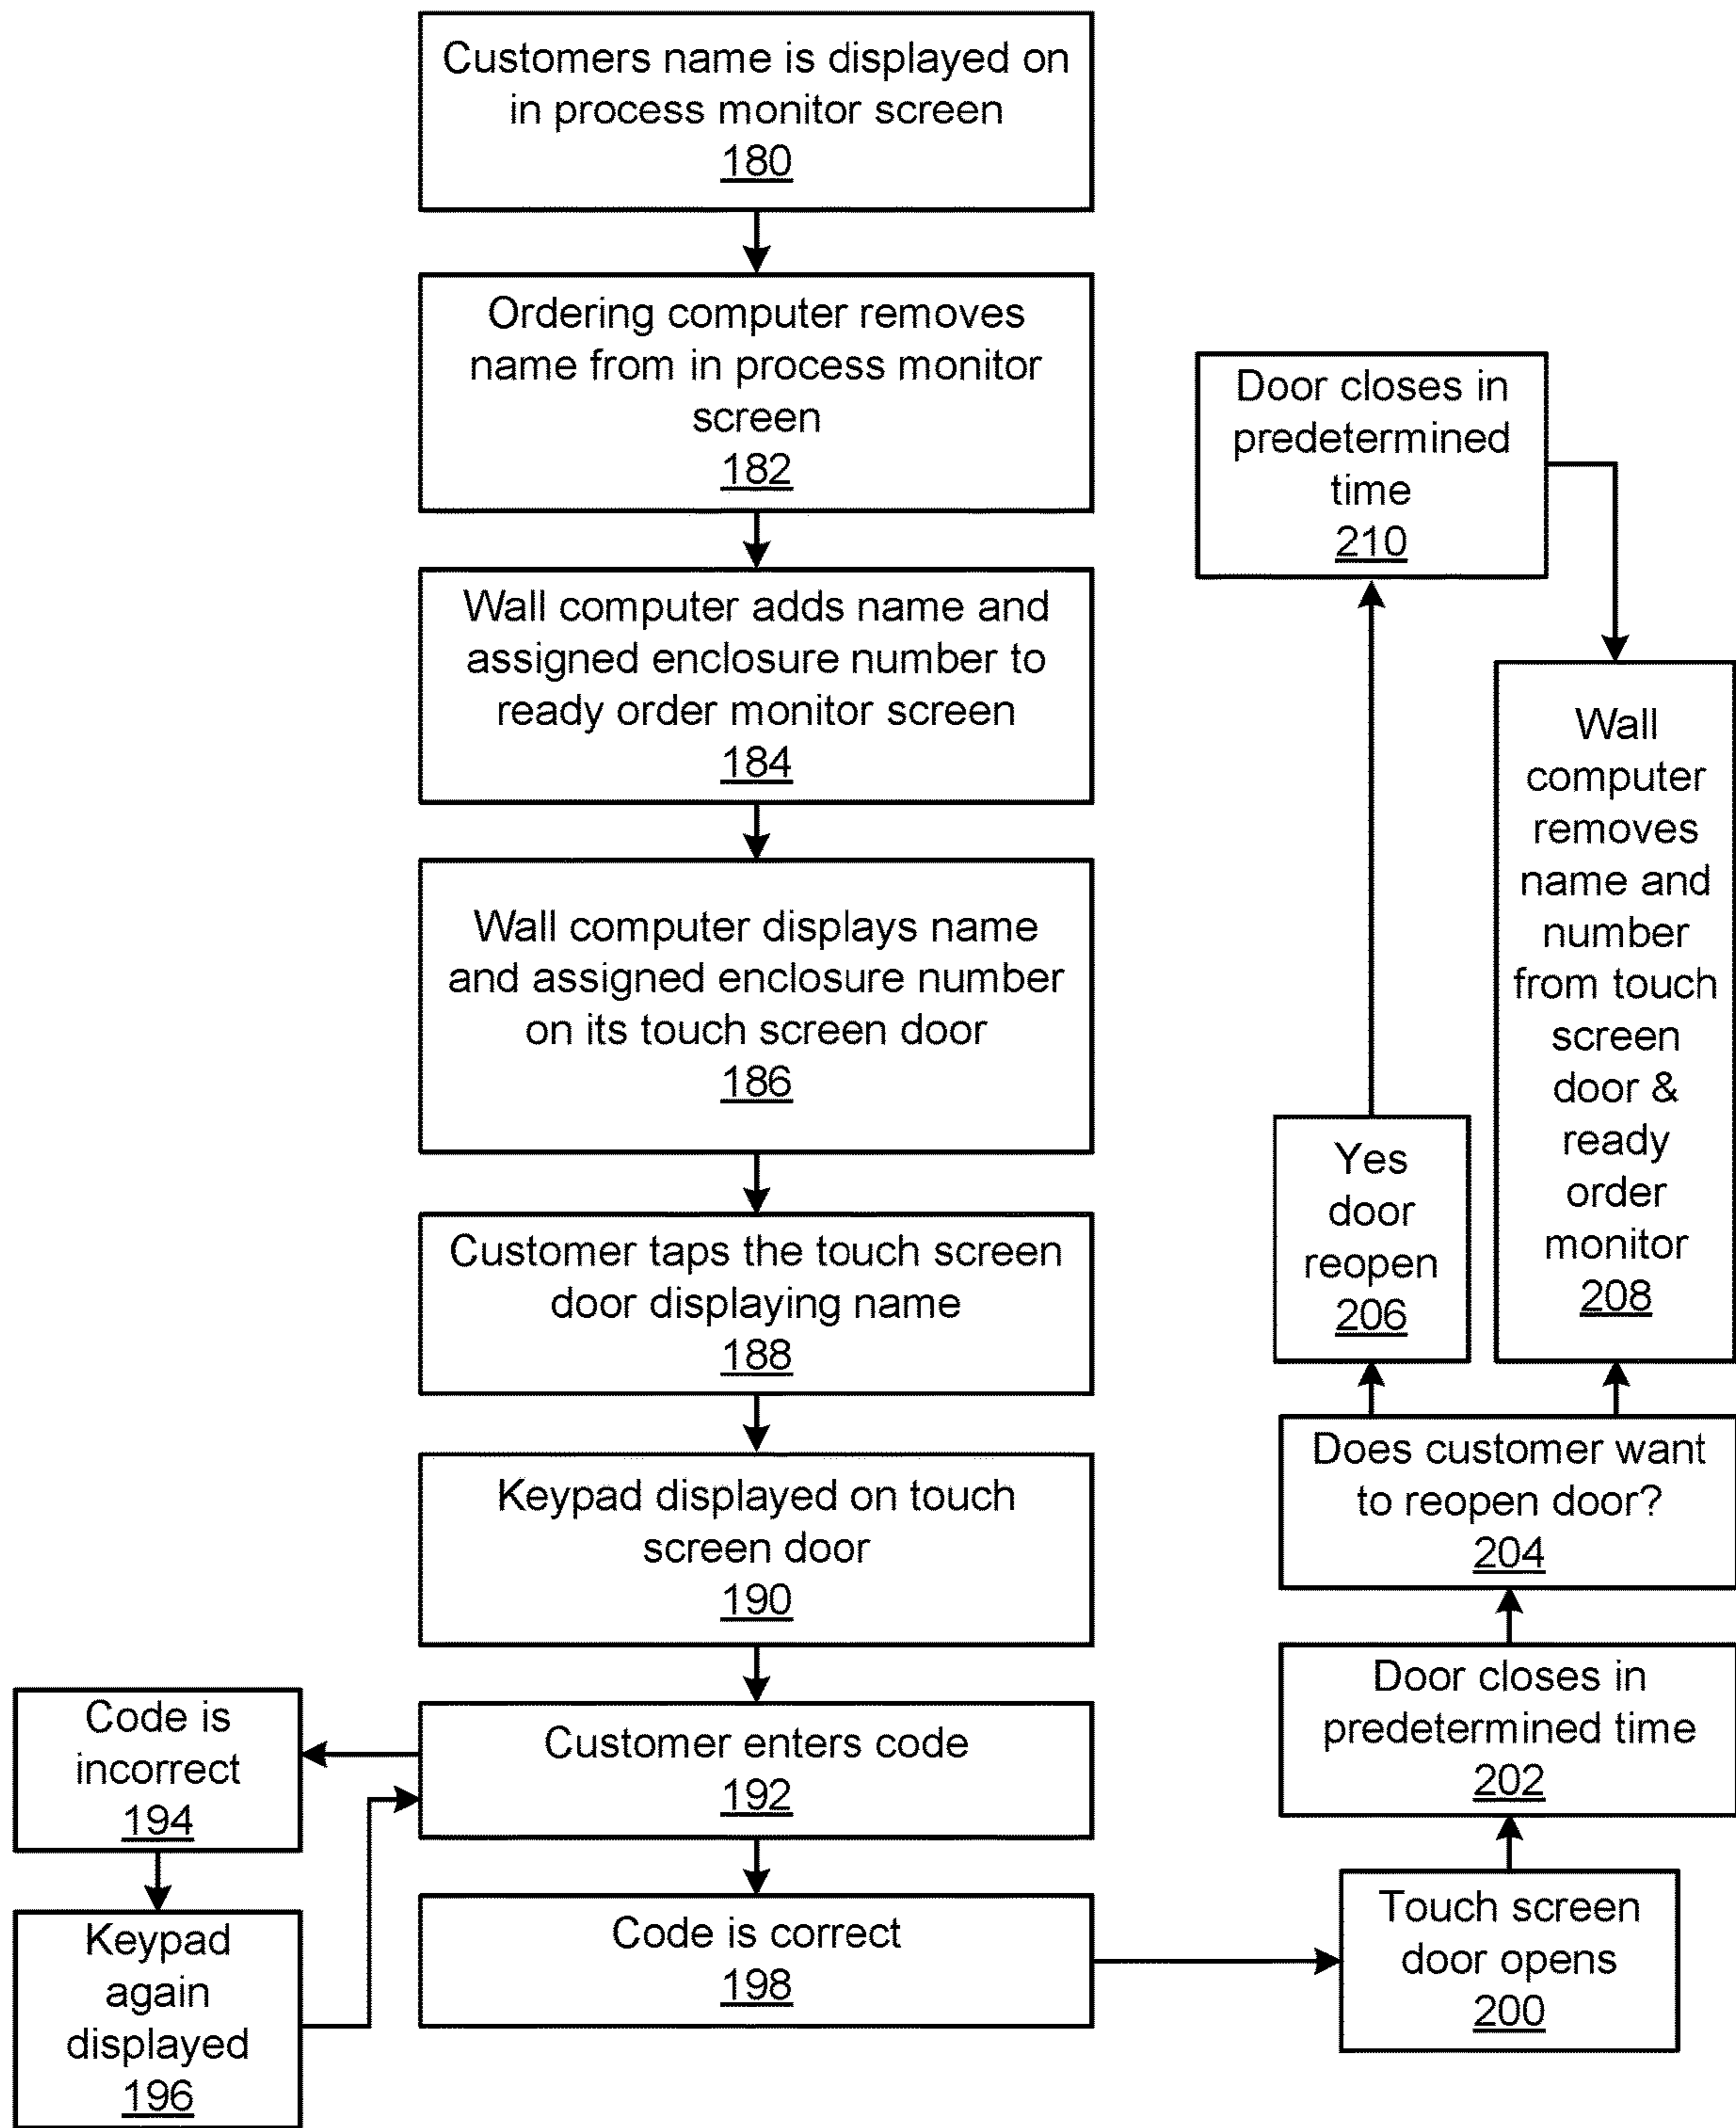 Customers name is displayed on
in process monitor screen
180
Ordering computer removes
name from in process monitor
screen
182
Wall computer adds name and
assigned enclosure number to
ready order monitor screen
184
Wall computer displays name
and assigned enclosure number
on its touch screen door
186
Customer taps the touch screen
door displaying name
188
Keypad displayed on touch
screen door
190
Customer enters code
192
Code is
incorrect
194
Keypad
again
displayed
196
Code is correct
198
Touch screen
door opens
200
Door closes in
predetermined time
202
Does customer want
to reopen door?
204
Yes
door
reopen
206
Door closes in
predetermined
time
210
Wall
computer
removes
name and
number
from touch
screen
door &
ready
order
monitor
208